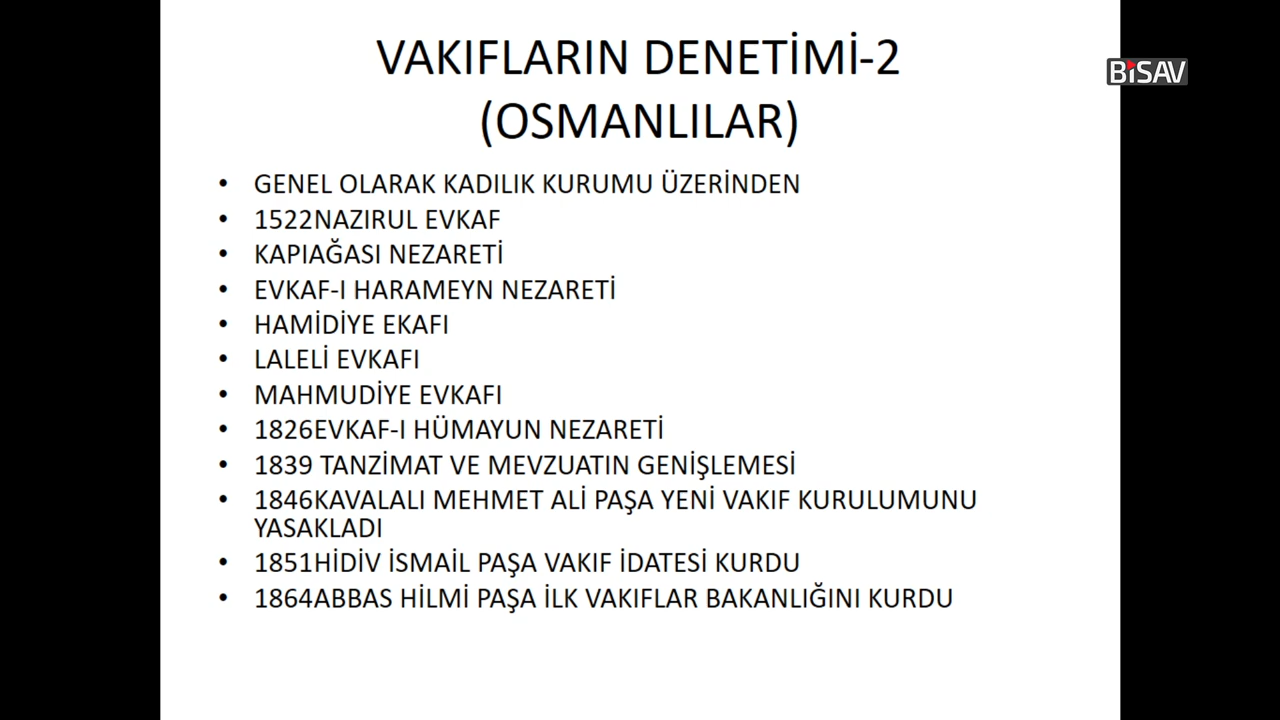 VAKIFLARIN DENETİMİ-2
(OSMANLILAR)
BiSAV
• GENEL OLARAK KADILIK KURUMU ÜZERİNDEN
• 1522NAZIRUL EVKAF
• KAPIAĞASI NEZARETİ
• EVKAF-I HARAMEYN NEZARETİ
• HAMİDİYE EKAFI
• LALELİ EVKAFI
• MAHMUDİYE EVKAFI
• 1826EVKAF-I HÜMAYUN NEZARETİ
• 1839 TANZİMAT VE MEVZUATIN GENİŞLEMESİ
• 1846KAVALALI MEHMET ALİ PAŞA YENİ VAKIF KURULUMUNU
YASAKLADI
• 1851HİDİV İSMAİL PAŞA VAKIF İDATESİ KURDU
• 1864ABBAS HİLMİ PAŞA İLK VAKIFLAR BAKANLIĞINI KURDU